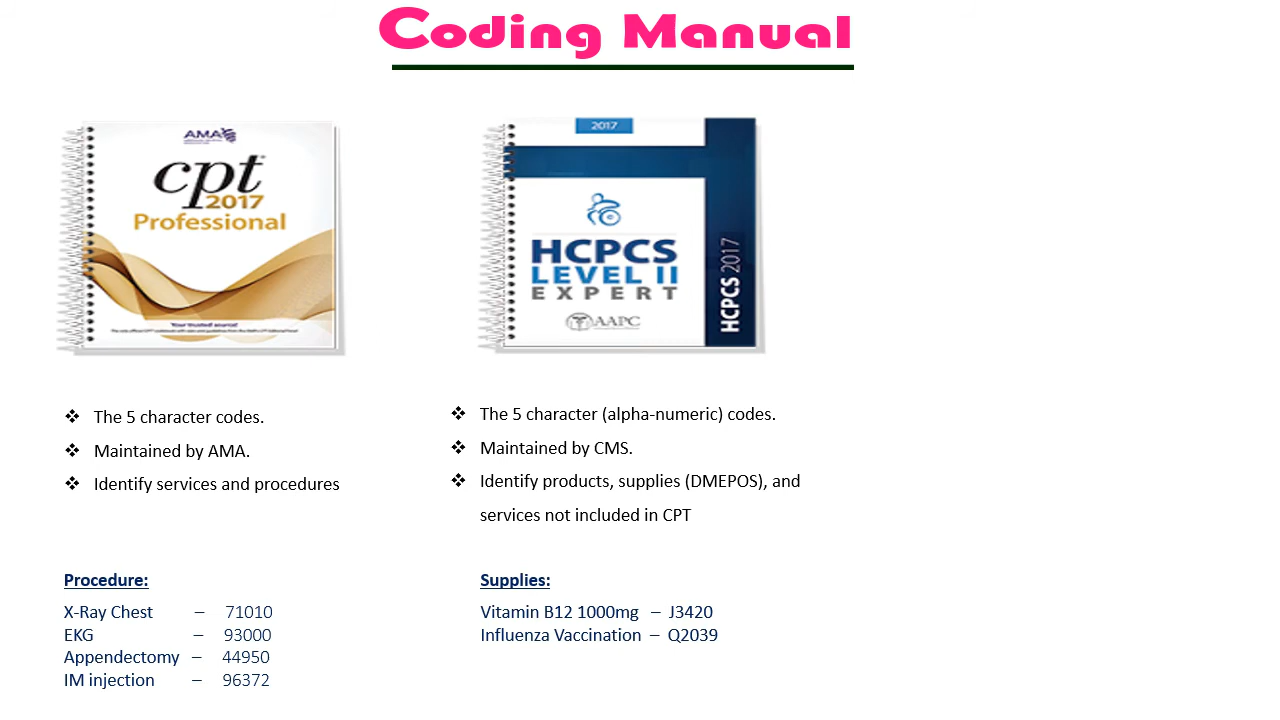 Coding Manual
AMA
cpt
2017
Professional
Your trusted source!
2017
HCPCS
LEVEL II
EXPERT
AAPC
HCPCS 2017
The 5 character codes.
Maintained by AMA.
Identify services and procedures
The 5 character (alpha-numeric) codes.
Maintained by CMS.
Identify products, supplies (DMEPOS), and
services not included in CPT
Procedure:
X-Ray Chest – 71010
EKG – 93000
Appendectomy – 44950
IM injection – 96372
Supplies:
Vitamin B12 1000mg – J3420
Influenza Vaccination – Q2039